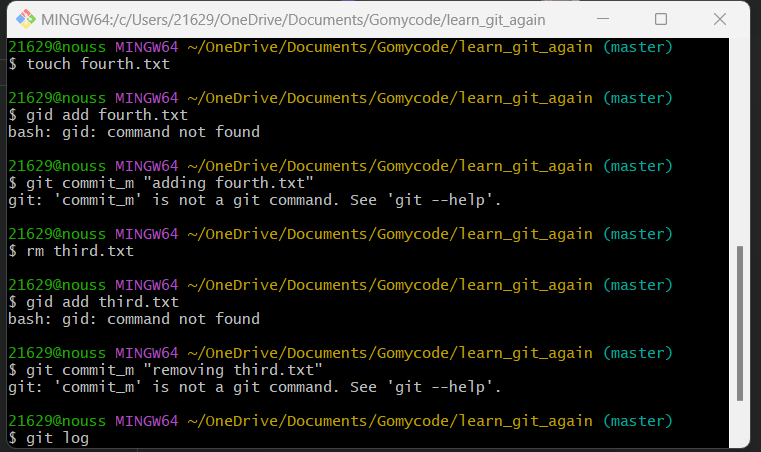 MINGW64:/c/Users/21629/OneDrive/Documents/Gomycode/learn_git_again
21629@nouss MINGW64 ~/OneDrive/Documents/Gomycode/learn_git_again (master)
$ touch fourth.txt
21629@nouss MINGW64 ~/OneDrive/Documents/Gomycode/learn_git_again (master)
$ gid add fourth.txt
bash: gid: command not found
21629@nouss MINGW64 ~/OneDrive/Documents/Gomycode/learn_git_again (master)
$ git commit_m "adding fourth.txt"
git: 'commit_m' is not a git command. See 'git --help'.
21629@nouss MINGW64 ~/OneDrive/Documents/Gomycode/learn_git_again (master)
$ rm third.txt
21629@nouss MINGW64 ~/OneDrive/Documents/Gomycode/learn_git_again (master)
$ gid add third.txt
bash: gid: command not found
21629@nouss MINGW64 ~/OneDrive/Documents/Gomycode/learn_git_again (master)
$ git commit_m "removing third.txt"
git: 'commit_m' is not a git command. See 'git --help'.
21629@nouss MINGW64 ~/OneDrive/Documents/Gomycode/learn_git_again (master)
$ git log